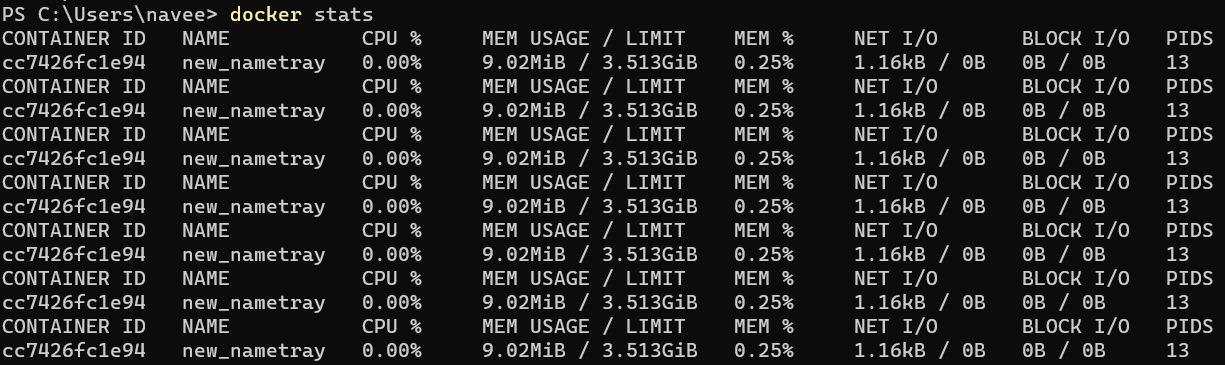 PS C:\Users\navee> docker stats
CONTAINER ID   NAME           CPU %     MEM USAGE / LIMIT    MEM %     NET I/O       BLOCK I/O   PIDS
cc7426fc1e94   new_nametray   0.00%     9.02MiB / 3.513GiB   0.25%     1.16kB / 0B   0B / 0B     13
CONTAINER ID   NAME           CPU %     MEM USAGE / LIMIT    MEM %     NET I/O       BLOCK I/O   PIDS
cc7426fc1e94   new_nametray   0.00%     9.02MiB / 3.513GiB   0.25%     1.16kB / 0B   0B / 0B     13
CONTAINER ID   NAME           CPU %     MEM USAGE / LIMIT    MEM %     NET I/O       BLOCK I/O   PIDS
cc7426fc1e94   new_nametray   0.00%     9.02MiB / 3.513GiB   0.25%     1.16kB / 0B   0B / 0B     13
CONTAINER ID   NAME           CPU %     MEM USAGE / LIMIT    MEM %     NET I/O       BLOCK I/O   PIDS
cc7426fc1e94   new_nametray   0.00%     9.02MiB / 3.513GiB   0.25%     1.16kB / 0B   0B / 0B     13
CONTAINER ID   NAME           CPU %     MEM USAGE / LIMIT    MEM %     NET I/O       BLOCK I/O   PIDS
cc7426fc1e94   new_nametray   0.00%     9.02MiB / 3.513GiB   0.25%     1.16kB / 0B   0B / 0B     13
CONTAINER ID   NAME           CPU %     MEM USAGE / LIMIT    MEM %     NET I/O       BLOCK I/O   PIDS
cc7426fc1e94   new_nametray   0.00%     9.02MiB / 3.513GiB   0.25%     1.16kB / 0B   0B / 0B     13
CONTAINER ID   NAME           CPU %     MEM USAGE / LIMIT    MEM %     NET I/O       BLOCK I/O   PIDS
cc7426fc1e94   new_nametray   0.00%     9.02MiB / 3.513GiB   0.25%     1.16kB / 0B   0B / 0B     13